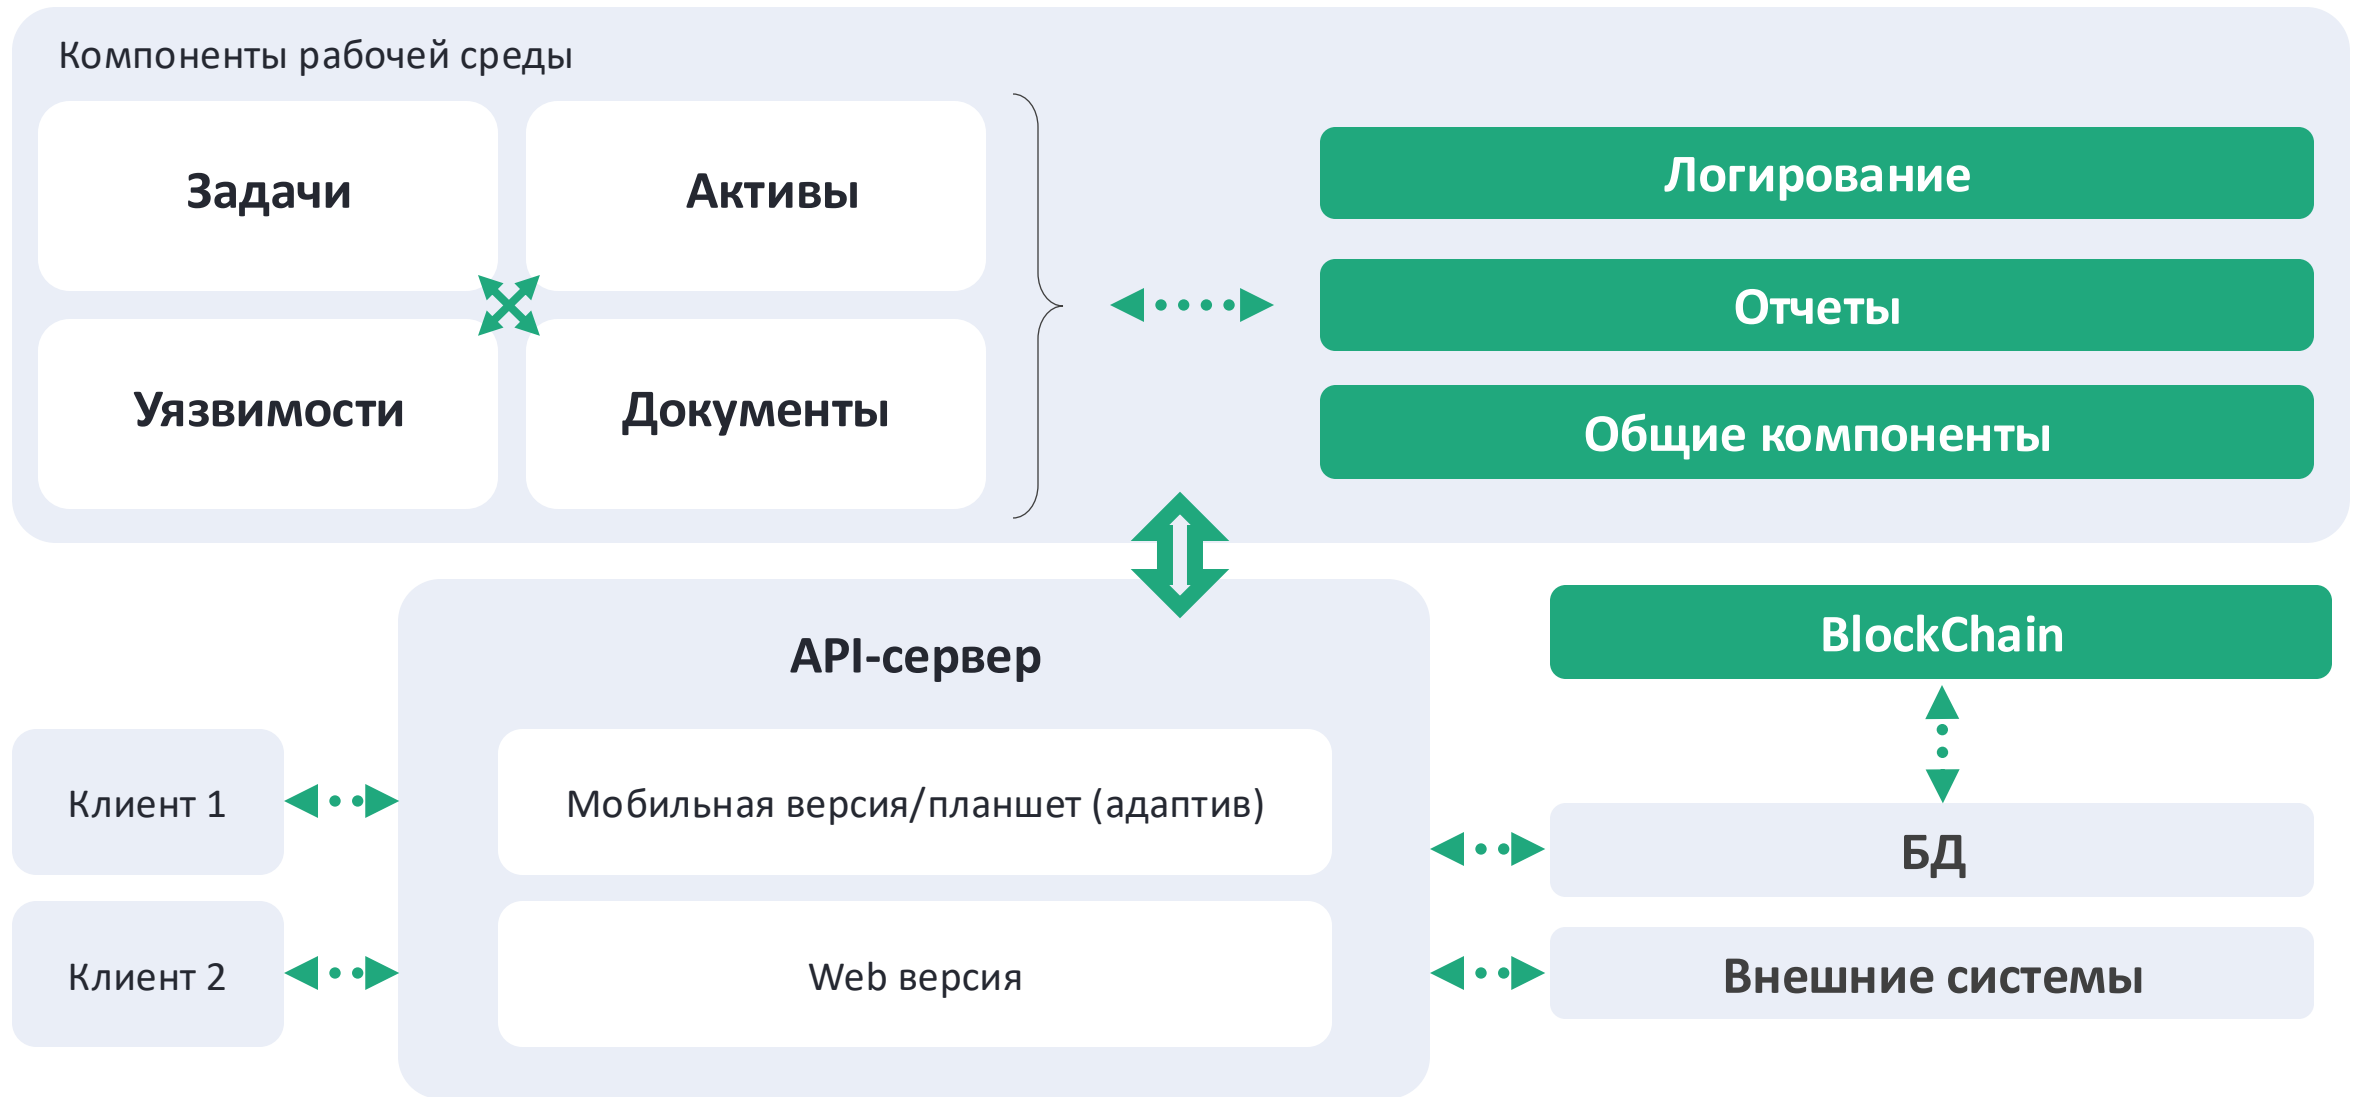 Компоненты рабочей среды
Задачи
Активы
Уязвимости
Документы
Логирование
Отчеты
Общие компоненты
API-сервер
Мобильная версия/планшет (адаптив)
Web версия
Клиент 1
Клиент 2
BlockChain
БД
Внешние системы